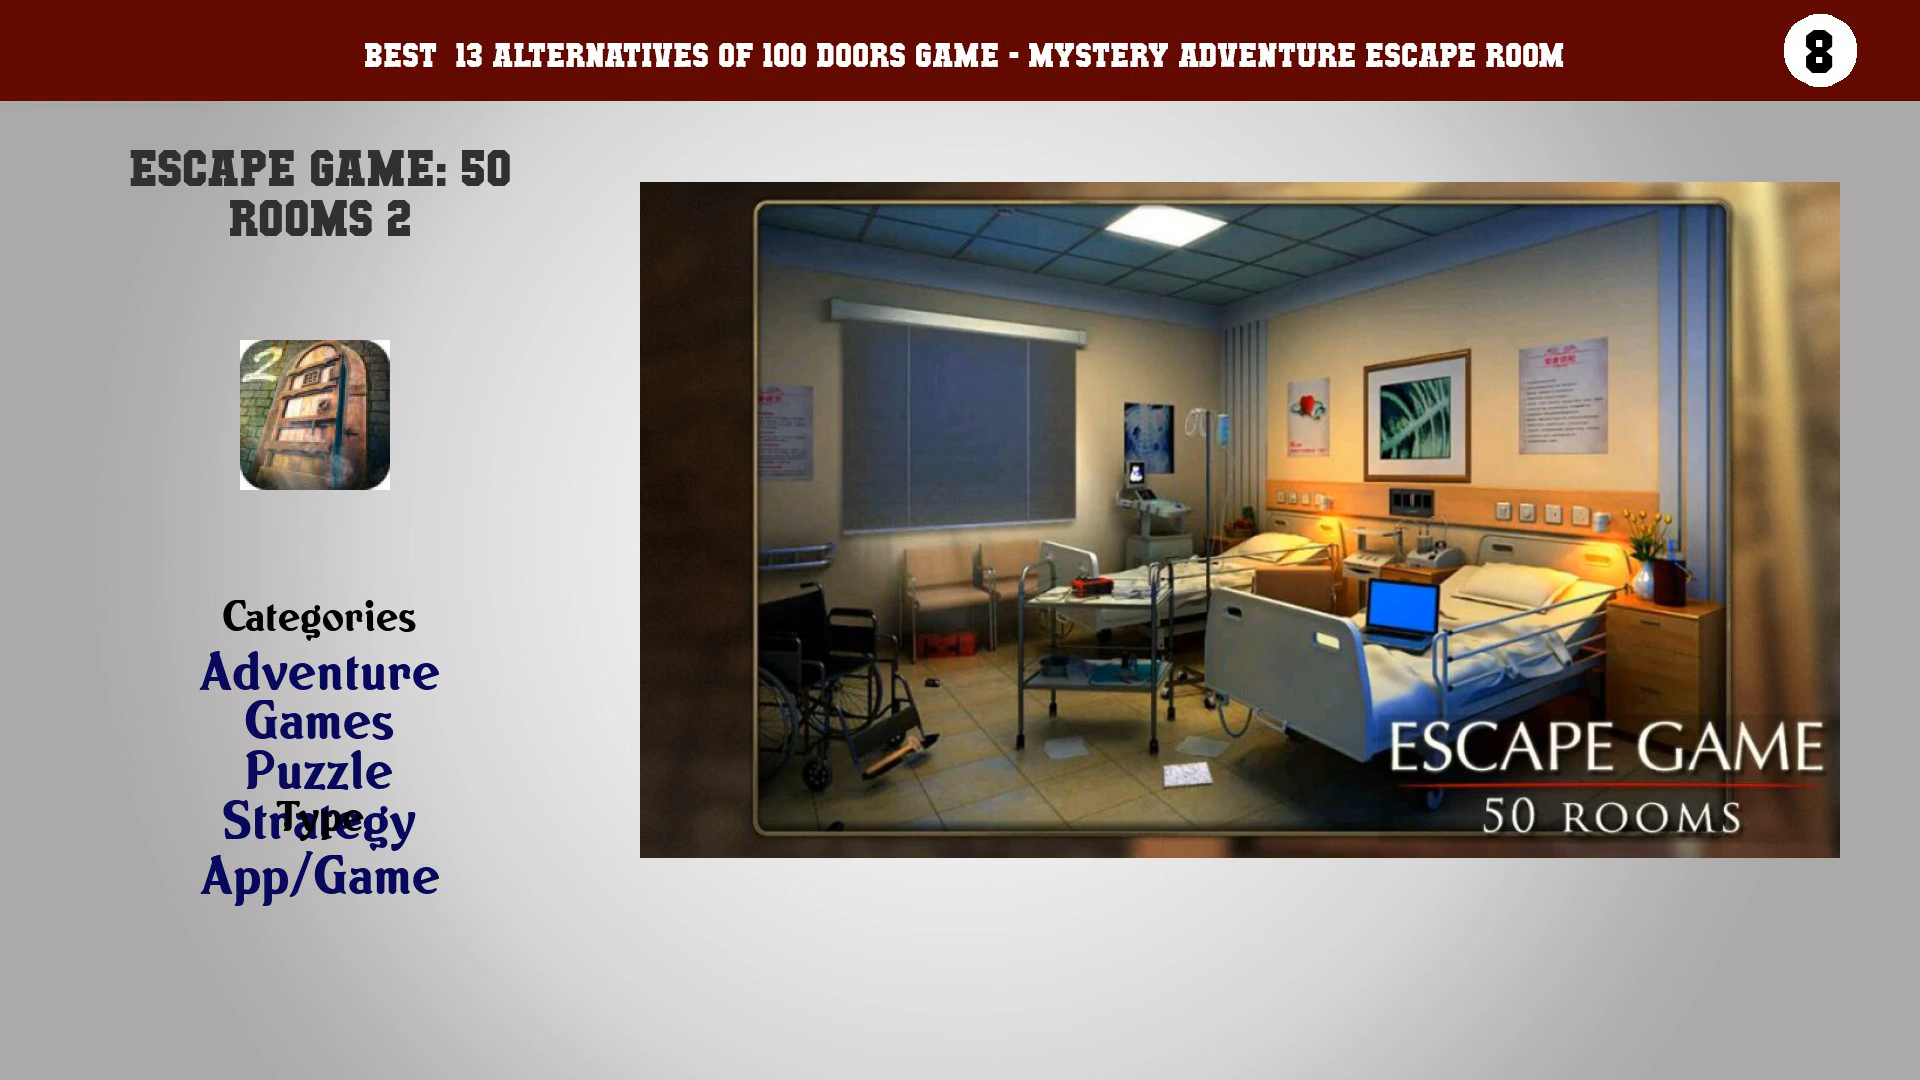 BEST 13 ALTERNATIVES OF 100 DOORS GAME - MYSTERY ADVENTURE ESCAPE ROOM
8
ESCAPE GAME: 50
ROOMS 2
2
Categories
Adventure
Games
Puzzle
Strategy
Type
App/Game
ESCAPE GAME
50 ROOMS